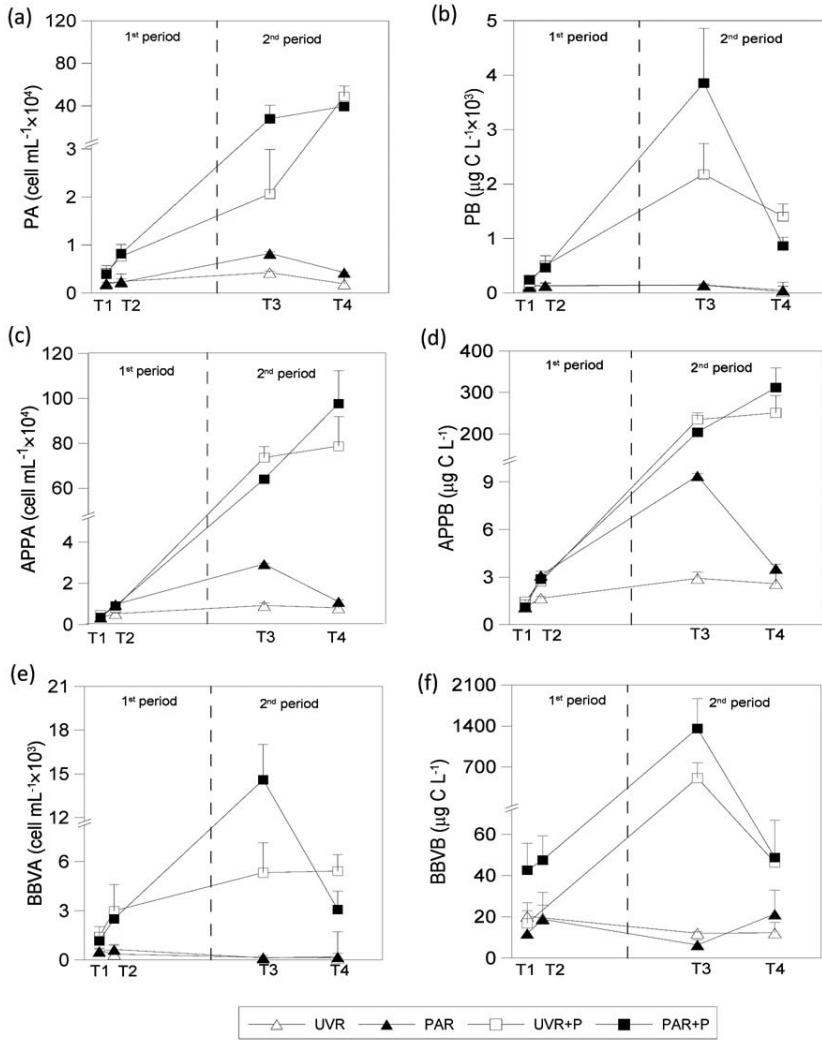 (a)
1st period
2nd period
PA (cell mL-1×10⁴)
120
80
40
3
2
1
0
T1 T2 T3 T4
(b)
1st period
2nd period
PB (µg C L-1×10³)
5
4
3
2
1
0
T1 T2 T3 T4
(c)
1st period
2nd period
APPA (cell mL-1×10⁴)
120
100
80
60
4
2
0
T1 T2 T3 T4
(d)
1st period
2nd period
APPB (µg C L-1)
400
300
200
9
6
3
0
T1 T2 T3 T4
(e)
1st period
2nd period
BBVA (cell mL-1×10³)
21
18
15
12
6
3
0
T1 T2 T3 T4
(f)
1st period
2nd period
BBVB (µg C L-1)
2100
1400
700
60
40
20
0
T1 T2 T3 T4
UVR PAR UVR+P PAR+P